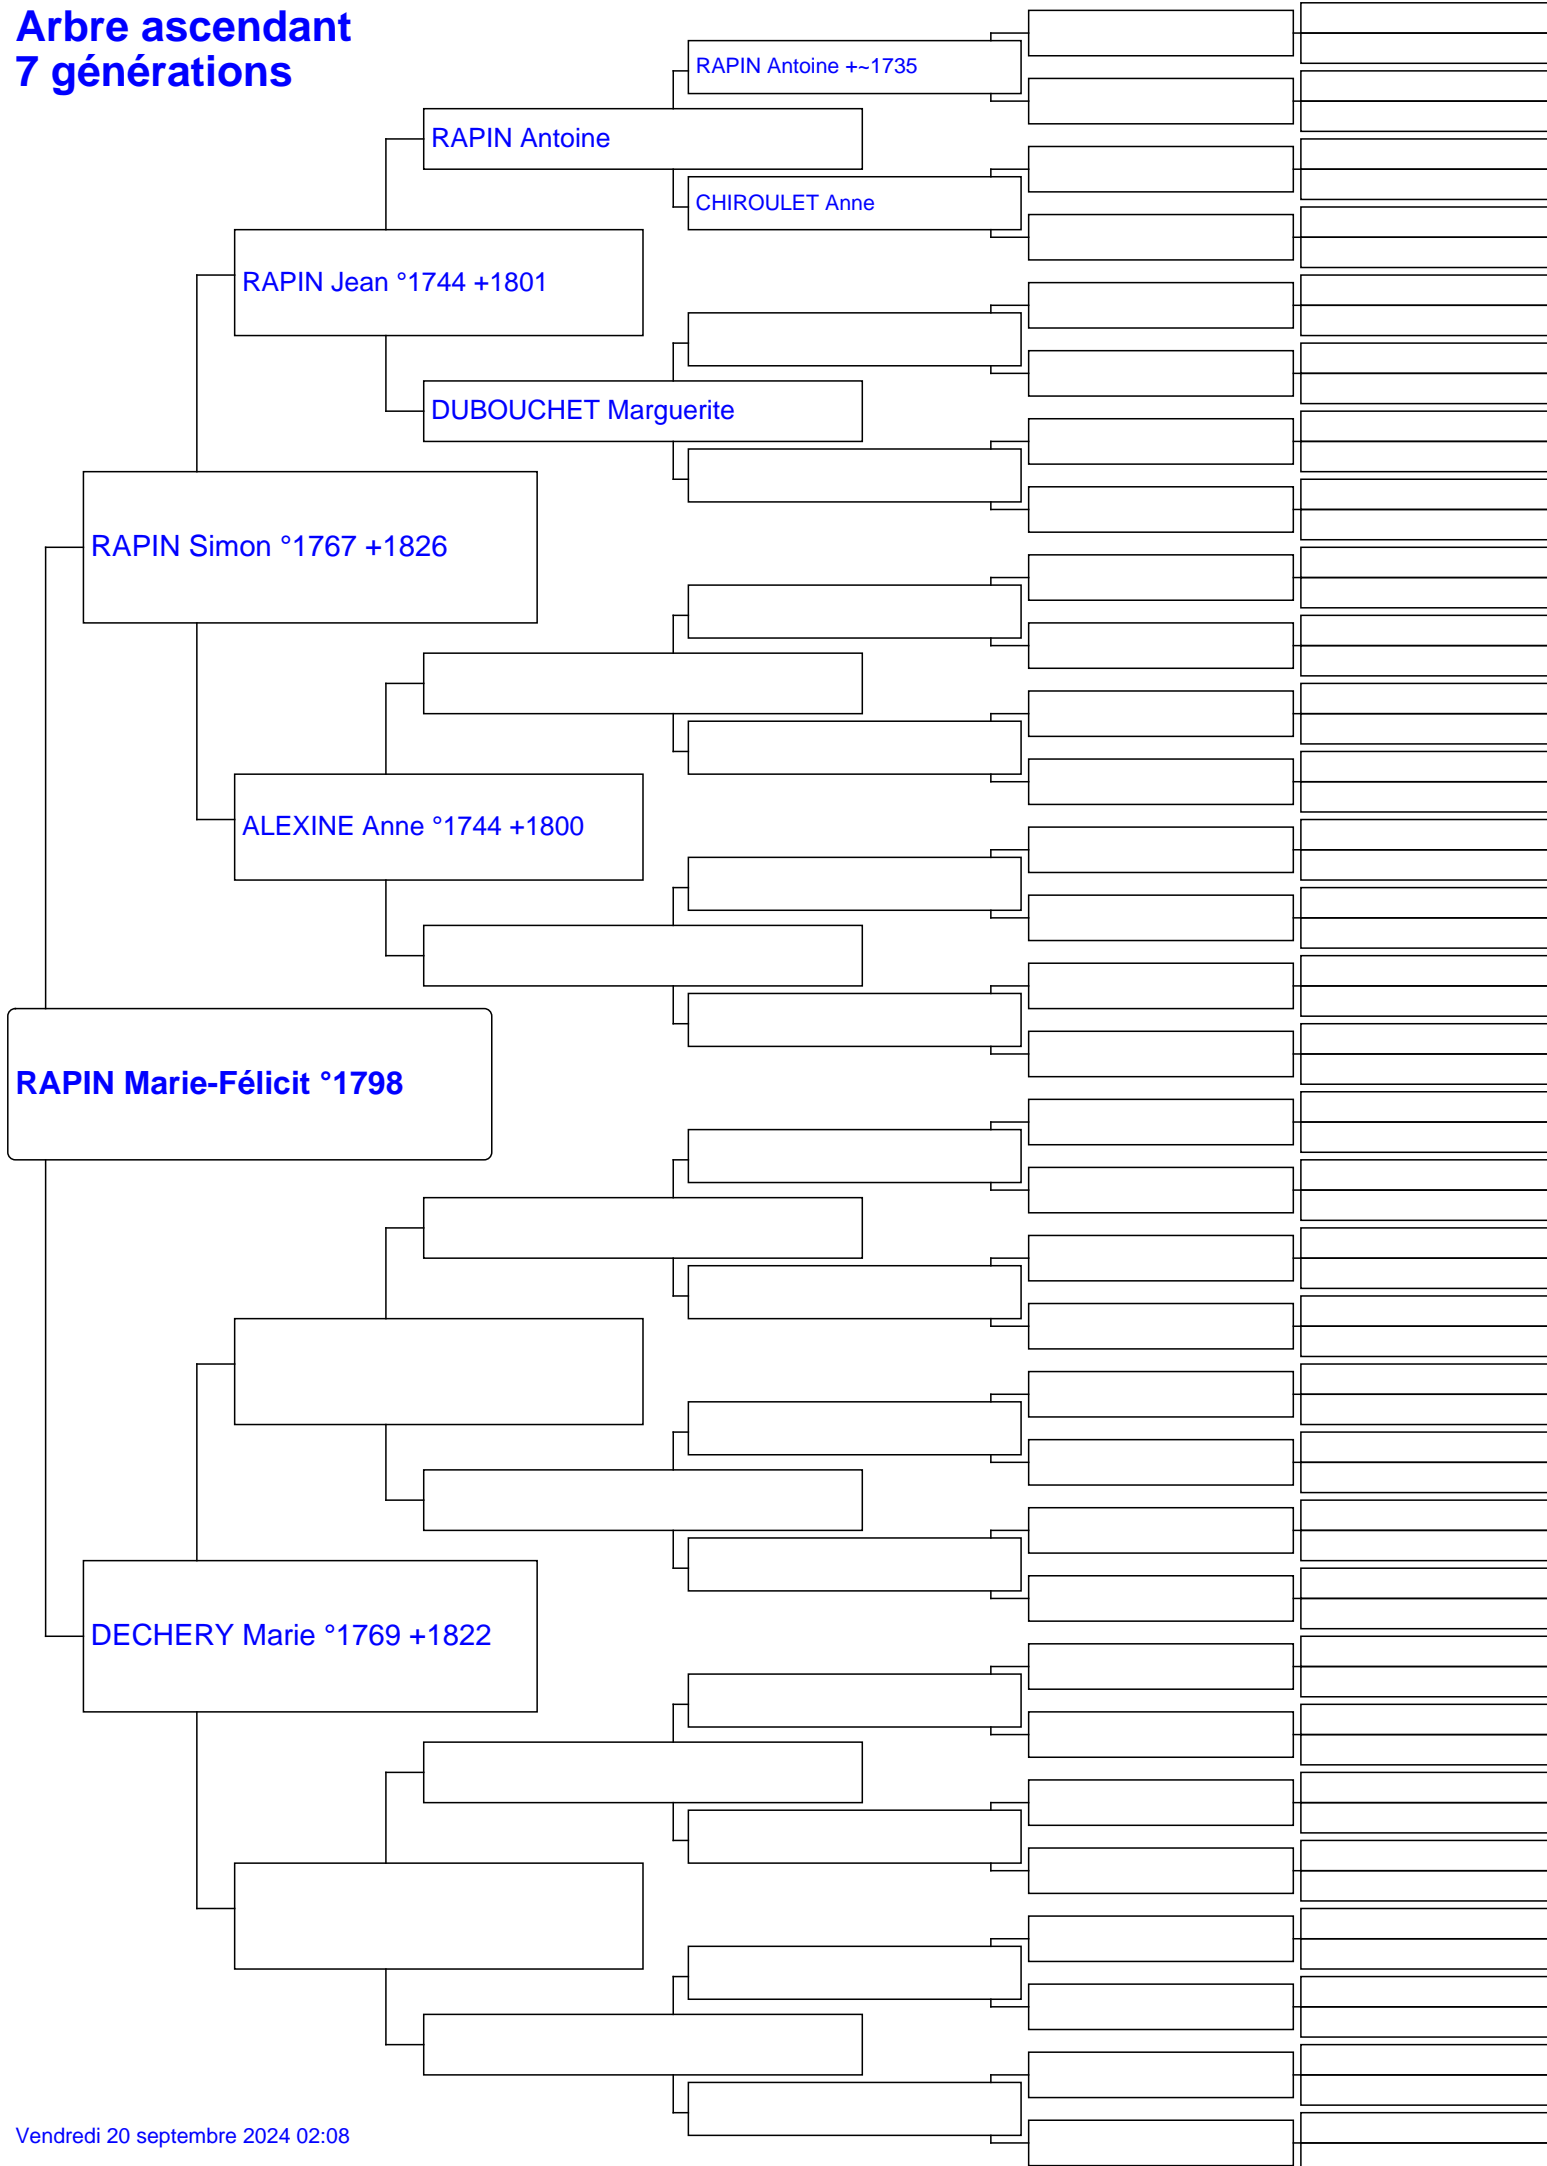 Arbre ascendant
7 générations
RAPIN Antoine +~1735
RAPIN Antoine
CHIROULET Anne
RAPIN Jean °1744 +1801
DUBOUCHET Marguerite
RAPIN Simon °1767 +1826
ALEXINE Anne °1744 +1800
RAPIN Marie-Félicit °1798
DECHERY Marie °1769 +1822
Vendredi 20 septembre 2024 02:08